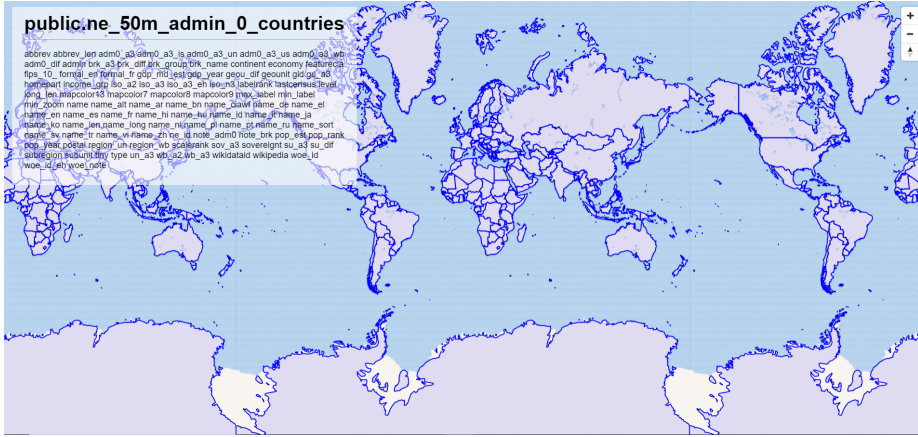 public.ne_50m_admin_0_countries
abbrev abbrev_len adm0_a3 adm0_a3_is adm0_a3_un adm0_a3_us adm0_a3_wb
adm0_dif admin brk_a3 brk_diff brk_group brk_name continent economy featurecla
fips_10_ formal_en formal_fr gdp_md_est gdp_year geou_dif geounit gid gu_a3
homepart income_grp iso_a2 iso_a3 iso_a3_eh iso_n3 labelrank lastcensus level
long_len mapcolor13 mapcolor7 mapcolor8 mapcolor9 max_label min_label
min_zoom name name_alt name_ar name_bn name_ciawf name_de name_el
name_en name_es name_fr name_hi name_hu name_id name_it name_ja
name_ko name_len name_long name_nl name_pl name_pt name_ru name_sort
name_sv name_tr name_vi name_zh ne_id note_adm0 note_brk pop_est pop_rank
pop_year postal region_un region_wb scalerank sov_a3 sovereignt su_a3 su_dif
subregion subunit tiny type un_a3 wb_a2 wb_a3 wikidataid wikipedia woe_id
woe_id_eh woe_note
+
−